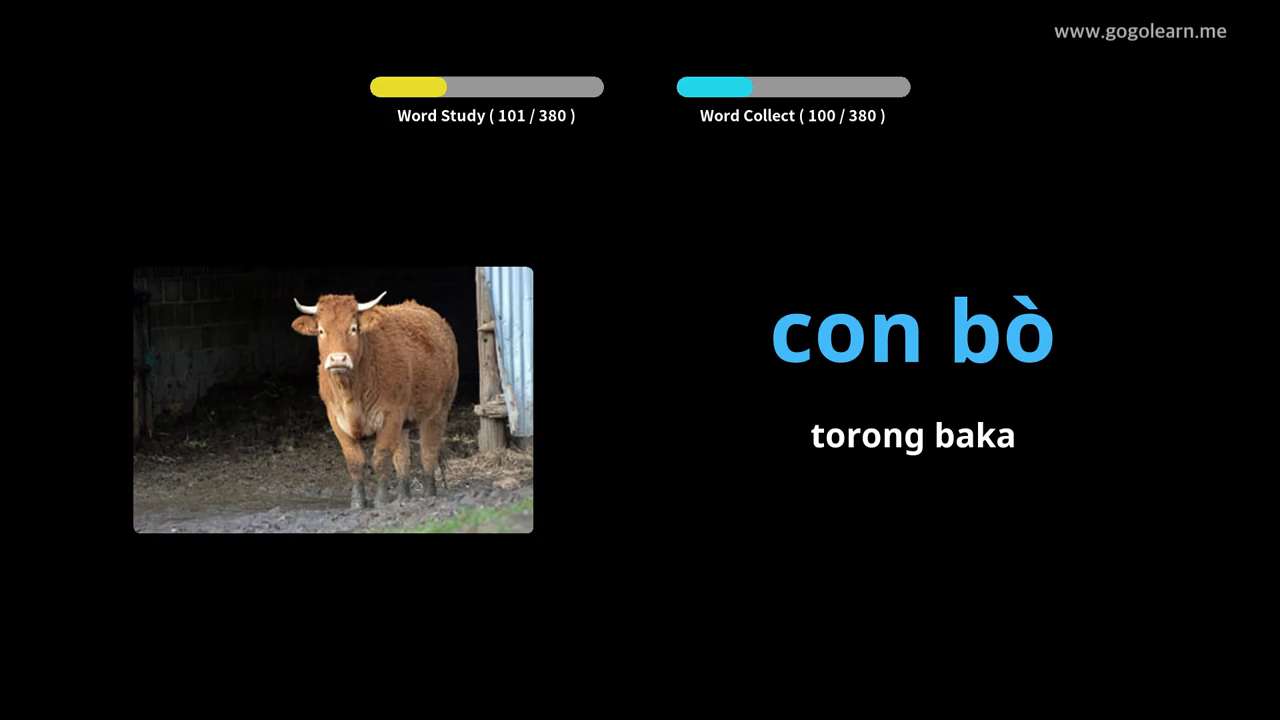 www.gogolearn.me
Word Study ( 101 / 380 )
Word Collect ( 100 / 380 )
con bò
torong baka